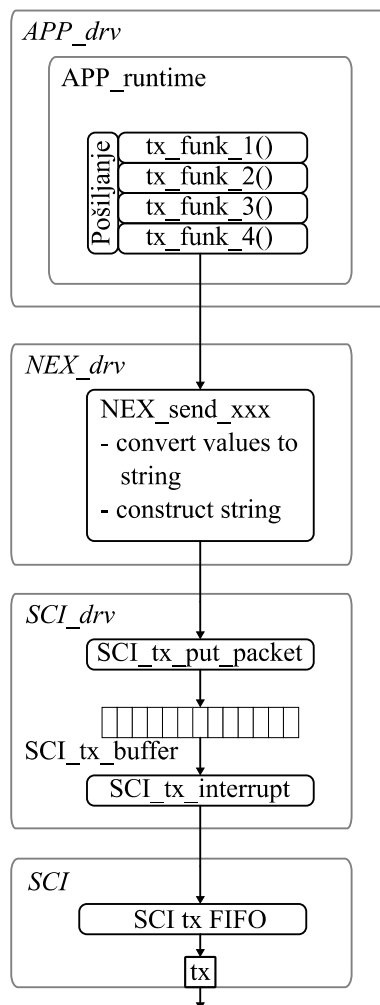 APP_drv
APP_runtime
Pošiljanje
tx_funk_1()
tx_funk_2()
tx_funk_3()
tx_funk_4()
NEX_drv
NEX_send_xxx
- convert values to
string
- construct string
SCI_drv
SCI_tx_put_packet
SCI_tx_buffer
SCI_tx_interrupt
SCI
SCI tx FIFO
tx